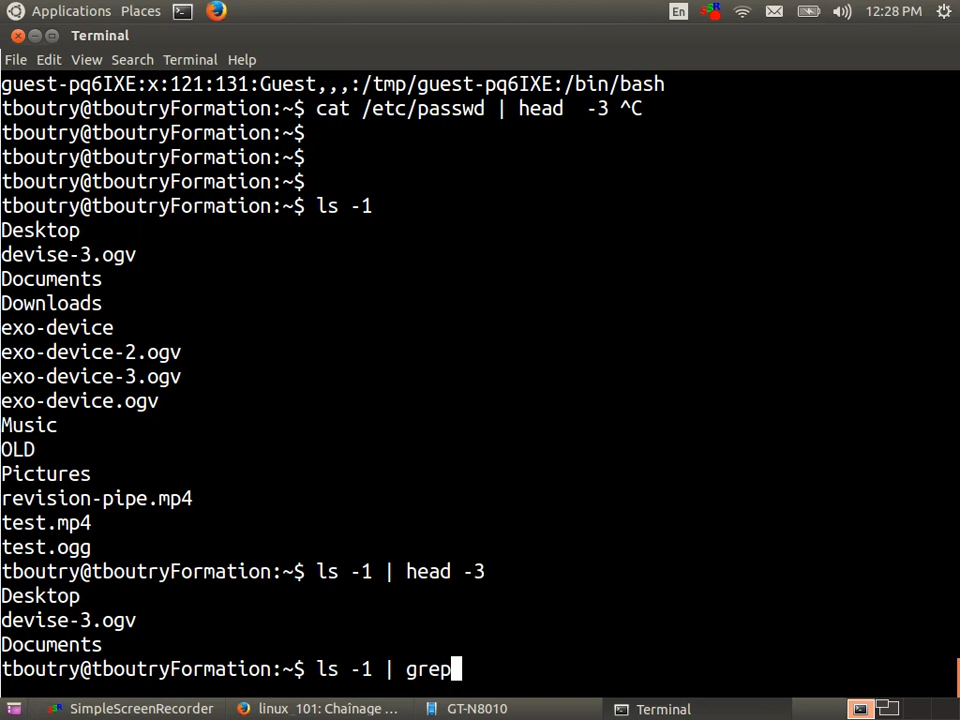 Applications Places En 12:28 PM
Terminal
File Edit View Search Terminal Help
guest-pq6IXE:x:121:131:Guest,,,:/tmp/guest-pq6IXE:/bin/bash
tboutry@tboutryFormation:~$ cat /etc/passwd | head  -3 ^C
tboutry@tboutryFormation:~$
tboutry@tboutryFormation:~$
tboutry@tboutryFormation:~$
tboutry@tboutryFormation:~$ ls -1
Desktop
devise-3.ogv
Documents
Downloads
exo-device
exo-device-2.ogv
exo-device-3.ogv
exo-device.ogv
Music
OLD
Pictures
revision-pipe.mp4
test.mp4
test.ogg
tboutry@tboutryFormation:~$ ls -1 | head -3
Desktop
devise-3.ogv
Documents
tboutry@tboutryFormation:~$ ls -1 | grep
SimpleScreenRecorder linux_101: Chaînage ... GT-N8010 Terminal